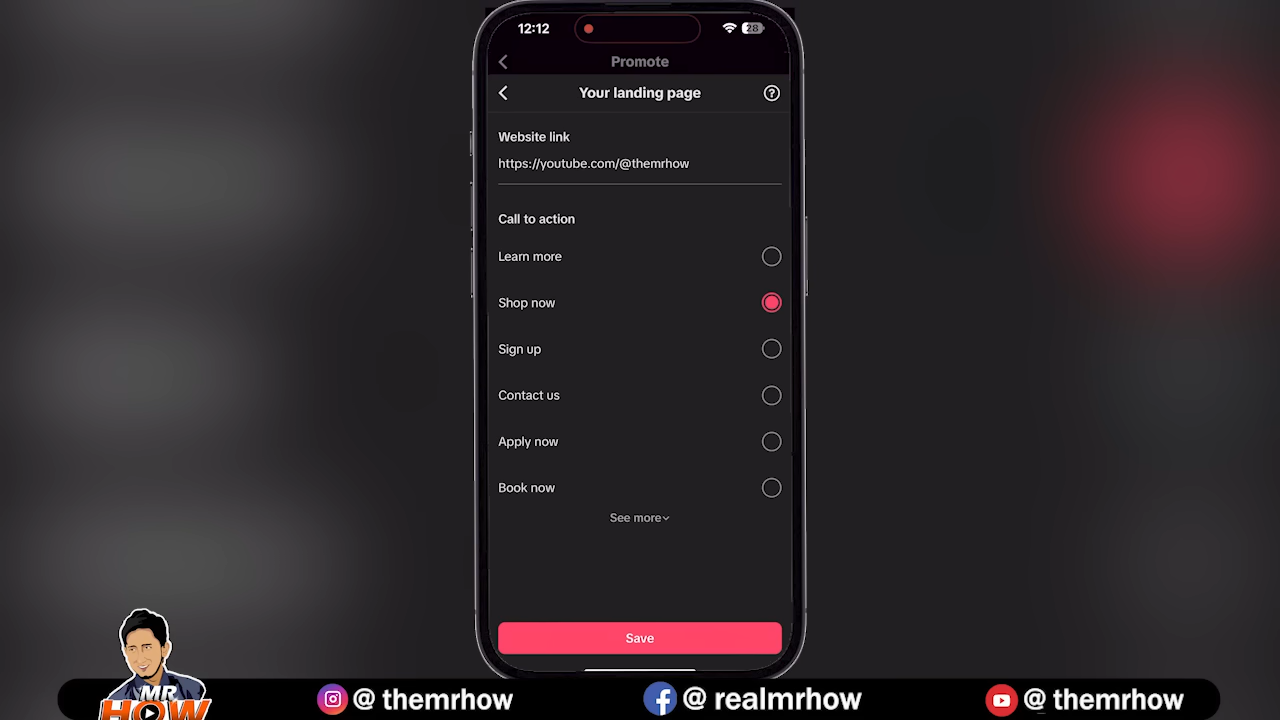 12:12
28
Promote
Your landing page
Website link
https://youtube.com/@themrhow
Call to action
Learn more
Shop now
Sign up
Contact us
Apply now
Book now
See more
Save
MR
HOW
@ themrhow
@ realmrhow
@ themrhow